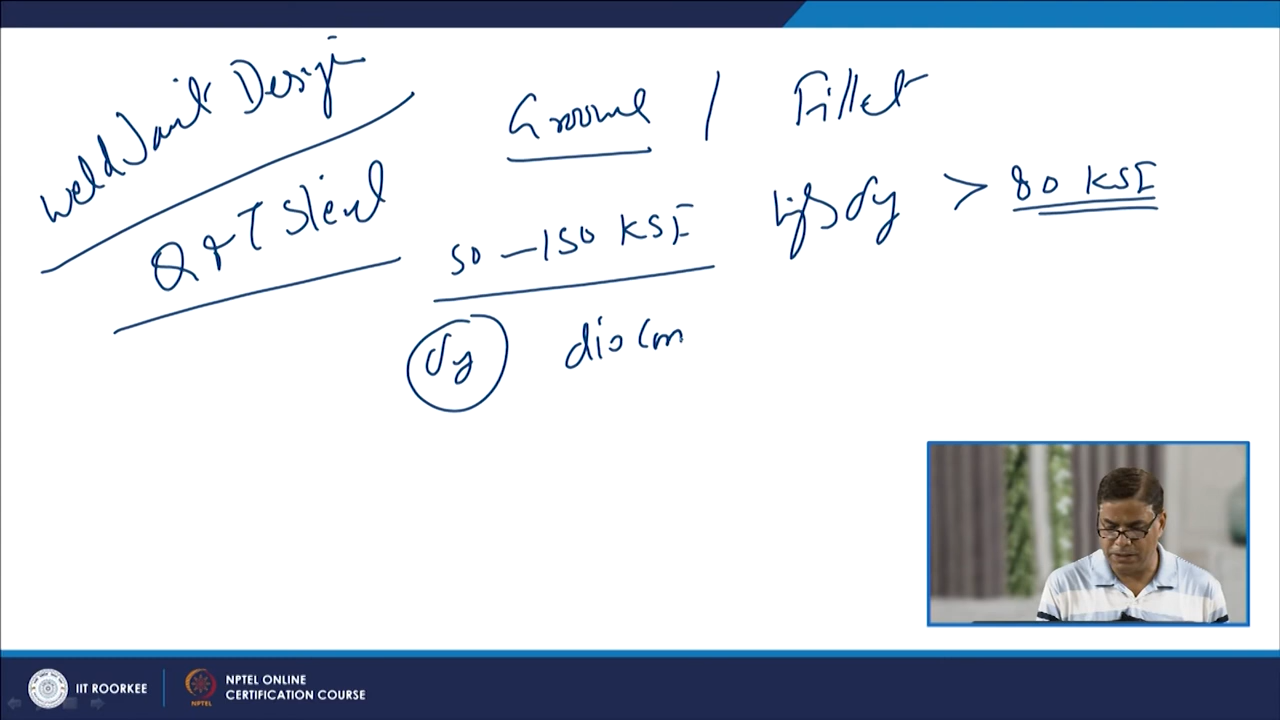 Weld Joint Design
Groove / Fillet
Q & T Steel
50 – 150 KSI
high σy > 80 KSI
σy
IIT ROORKEE
NPTEL
NPTEL ONLINE
CERTIFICATION COURSE